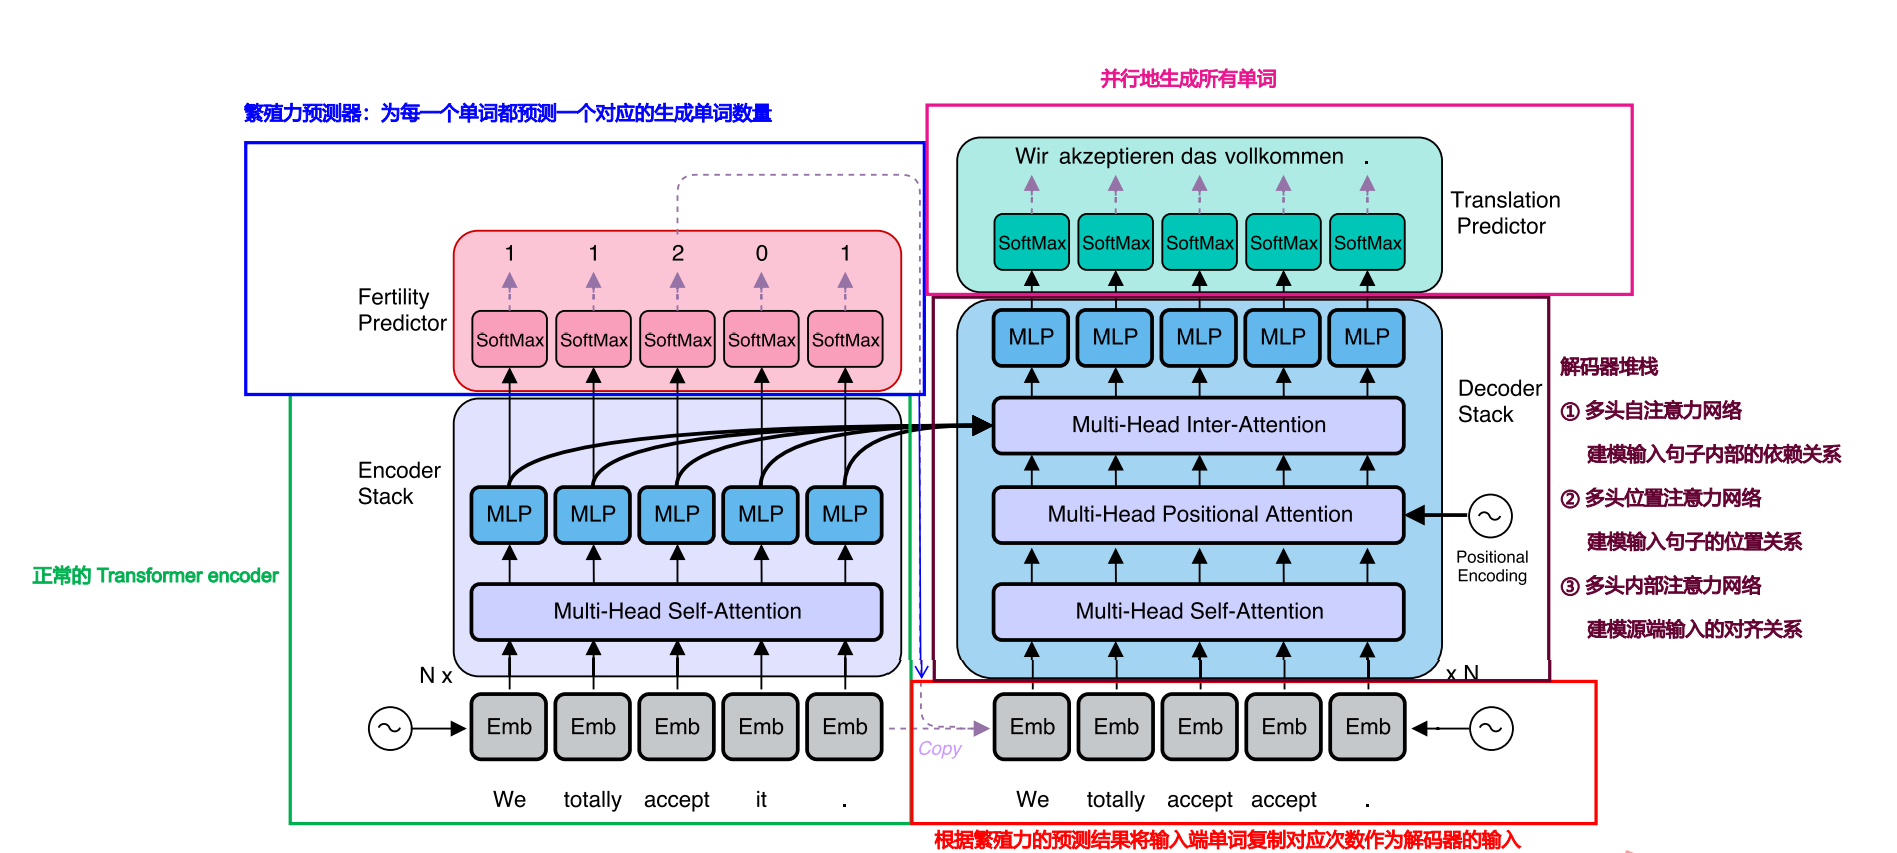 并行地生成所有单词
繁殖力预测器：为每一个单词都预测一个对应的生成单词数量
Wir akzeptieren das vollkommen .
Translation
Predictor
SoftMax SoftMax SoftMax SoftMax SoftMax
1 1 2 0 1
Fertility
Predictor
SoftMax SoftMax SoftMax SoftMax SoftMax
MLP MLP MLP MLP MLP
Decoder
Stack
Multi-Head Inter-Attention
解码器堆栈
① 多头自注意力网络
建模输入句子内部的依赖关系
② 多头位置注意力网络
建模输入句子的位置关系
③ 多头内部注意力网络
建模源端输入的对齐关系
Encoder
Stack
MLP MLP MLP MLP MLP
Multi-Head Positional Attention
Positional
Encoding
正常的 Transformer encoder
Multi-Head Self-Attention
Multi-Head Self-Attention
N x
x N
Emb Emb Emb Emb Emb
Copy
Emb Emb Emb Emb Emb
We totally accept it .
We totally accept accept .
根据繁殖力的预测结果将输入端单词复制对应次数作为解码器的输入